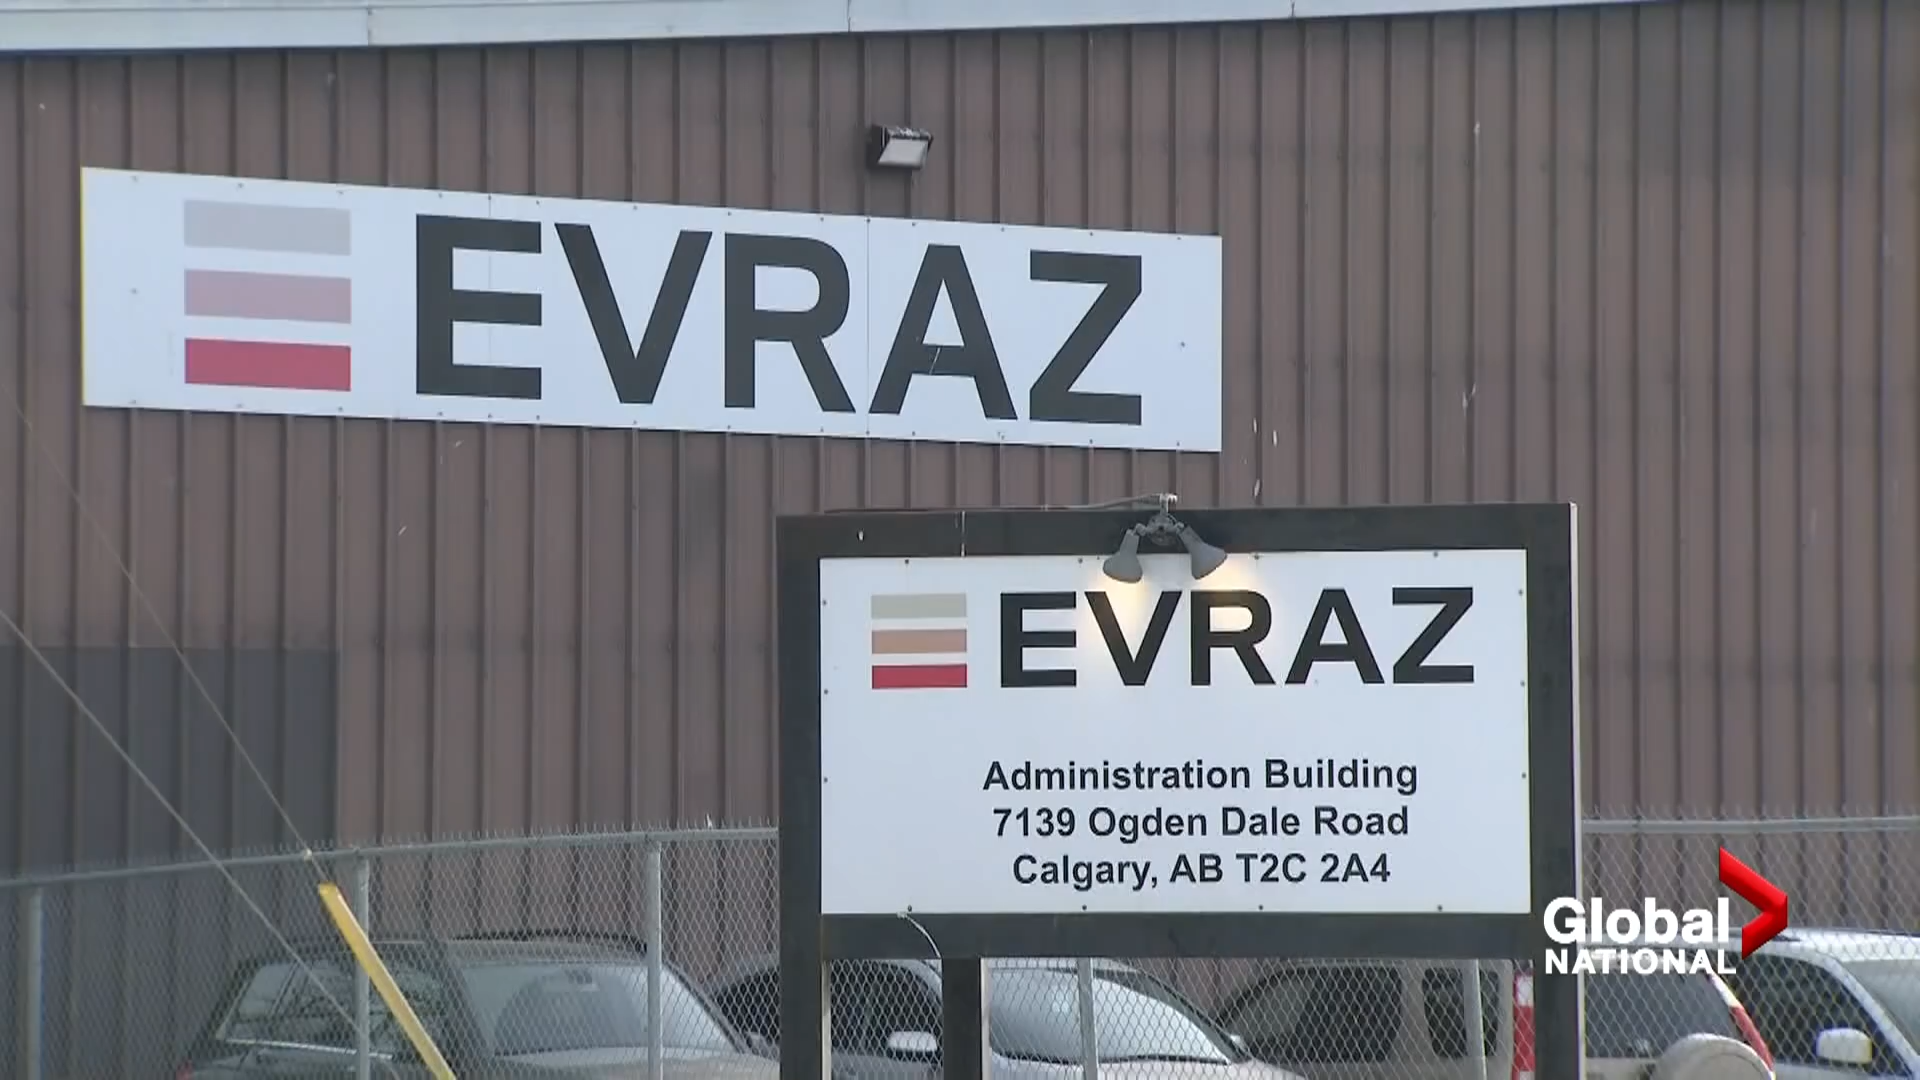 EVRAZ
EVRAZ
Administration Building
7139 Ogden Dale Road
Calgary, AB T2C 2A4
Global
NATIONAL